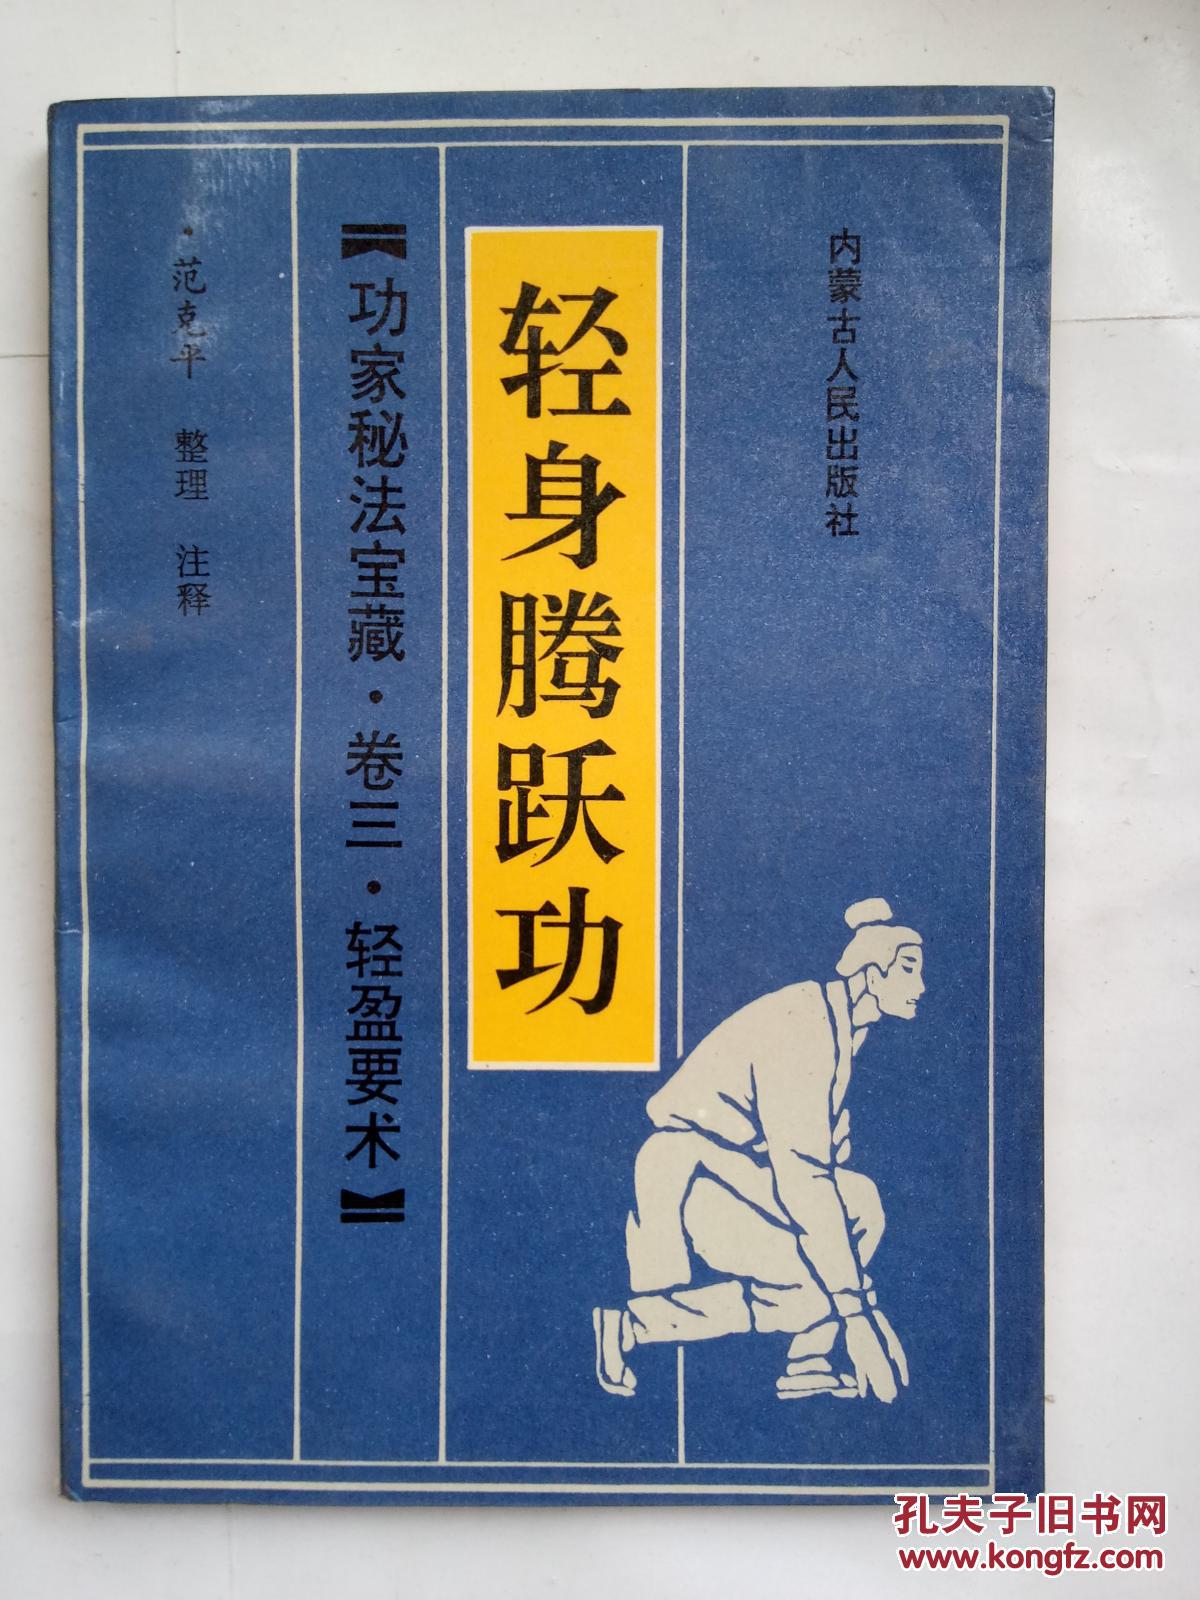 内蒙古人民出版社
轻身腾跃功
【功家秘法宝藏·卷三·轻盈要术】
·范克平 整理 注释
孔夫子旧书网
www.kongfz.com